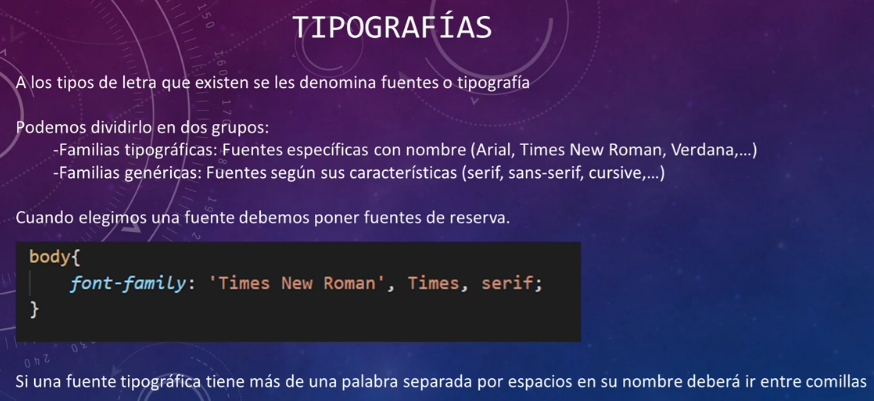 TIPOGRAFÍAS
A los tipos de letra que existen se les denomina fuentes o tipografía
Podemos dividirlo en dos grupos:
-Familias tipográficas: Fuentes específicas con nombre (Arial, Times New Roman, Verdana,...)
-Familias genéricas: Fuentes según sus características (serif, sans-serif, cursive,...)
Cuando elegimos una fuente debemos poner fuentes de reserva.
body{
font-family: 'Times New Roman', Times, serif;
}
Si una fuente tipográfica tiene más de una palabra separada por espacios en su nombre deberá ir entre comillas